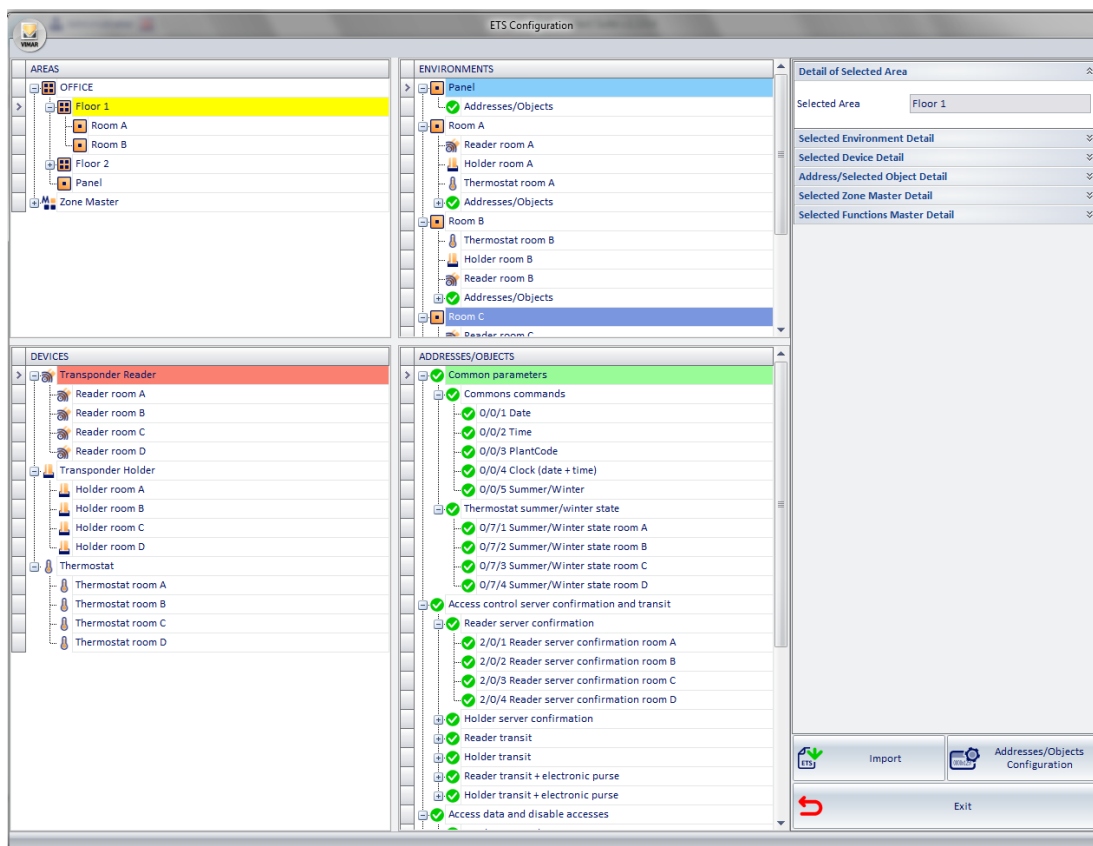 ETS Configuration
VIMAR
AREAS
OFFICE
Floor 1
Room A
Room B
Floor 2
Panel
Zone Master
ENVIRONMENTS
Panel
Addresses/Objects
Room A
Reader room A
Holder room A
Thermostat room A
Addresses/Objects
Room B
Thermostat room B
Holder room B
Reader room B
Addresses/Objects
Room C
Reader room C
DEVICES
Transponder Reader
Reader room A
Reader room B
Reader room C
Reader room D
Transponder Holder
Holder room A
Holder room B
Holder room C
Holder room D
Thermostat
Thermostat room A
Thermostat room B
Thermostat room C
Thermostat room D
ADDRESSES/OBJECTS
Common parameters
Commons commands
0/0/1 Date
0/0/2 Time
0/0/3 PlantCode
0/0/4 Clock (date + time)
0/0/5 Summer/Winter
Thermostat summer/winter state
0/7/1 Summer/Winter state room A
0/7/2 Summer/Winter state room B
0/7/3 Summer/Winter state room C
0/7/4 Summer/Winter state room D
Access control server confirmation and transit
Reader server confirmation
2/0/1 Reader server confirmation room A
2/0/2 Reader server confirmation room B
2/0/3 Reader server confirmation room C
2/0/4 Reader server confirmation room D
Holder server confirmation
Reader transit
Holder transit
Reader transit + electronic purse
Holder transit + electronic purse
Access data and disable accesses
Detail of Selected Area
Selected Area Floor 1
Selected Environment Detail
Selected Device Detail
Address/Selected Object Detail
Selected Zone Master Detail
Selected Functions Master Detail
ETS
Import
Addresses/Objects
Configuration
Exit